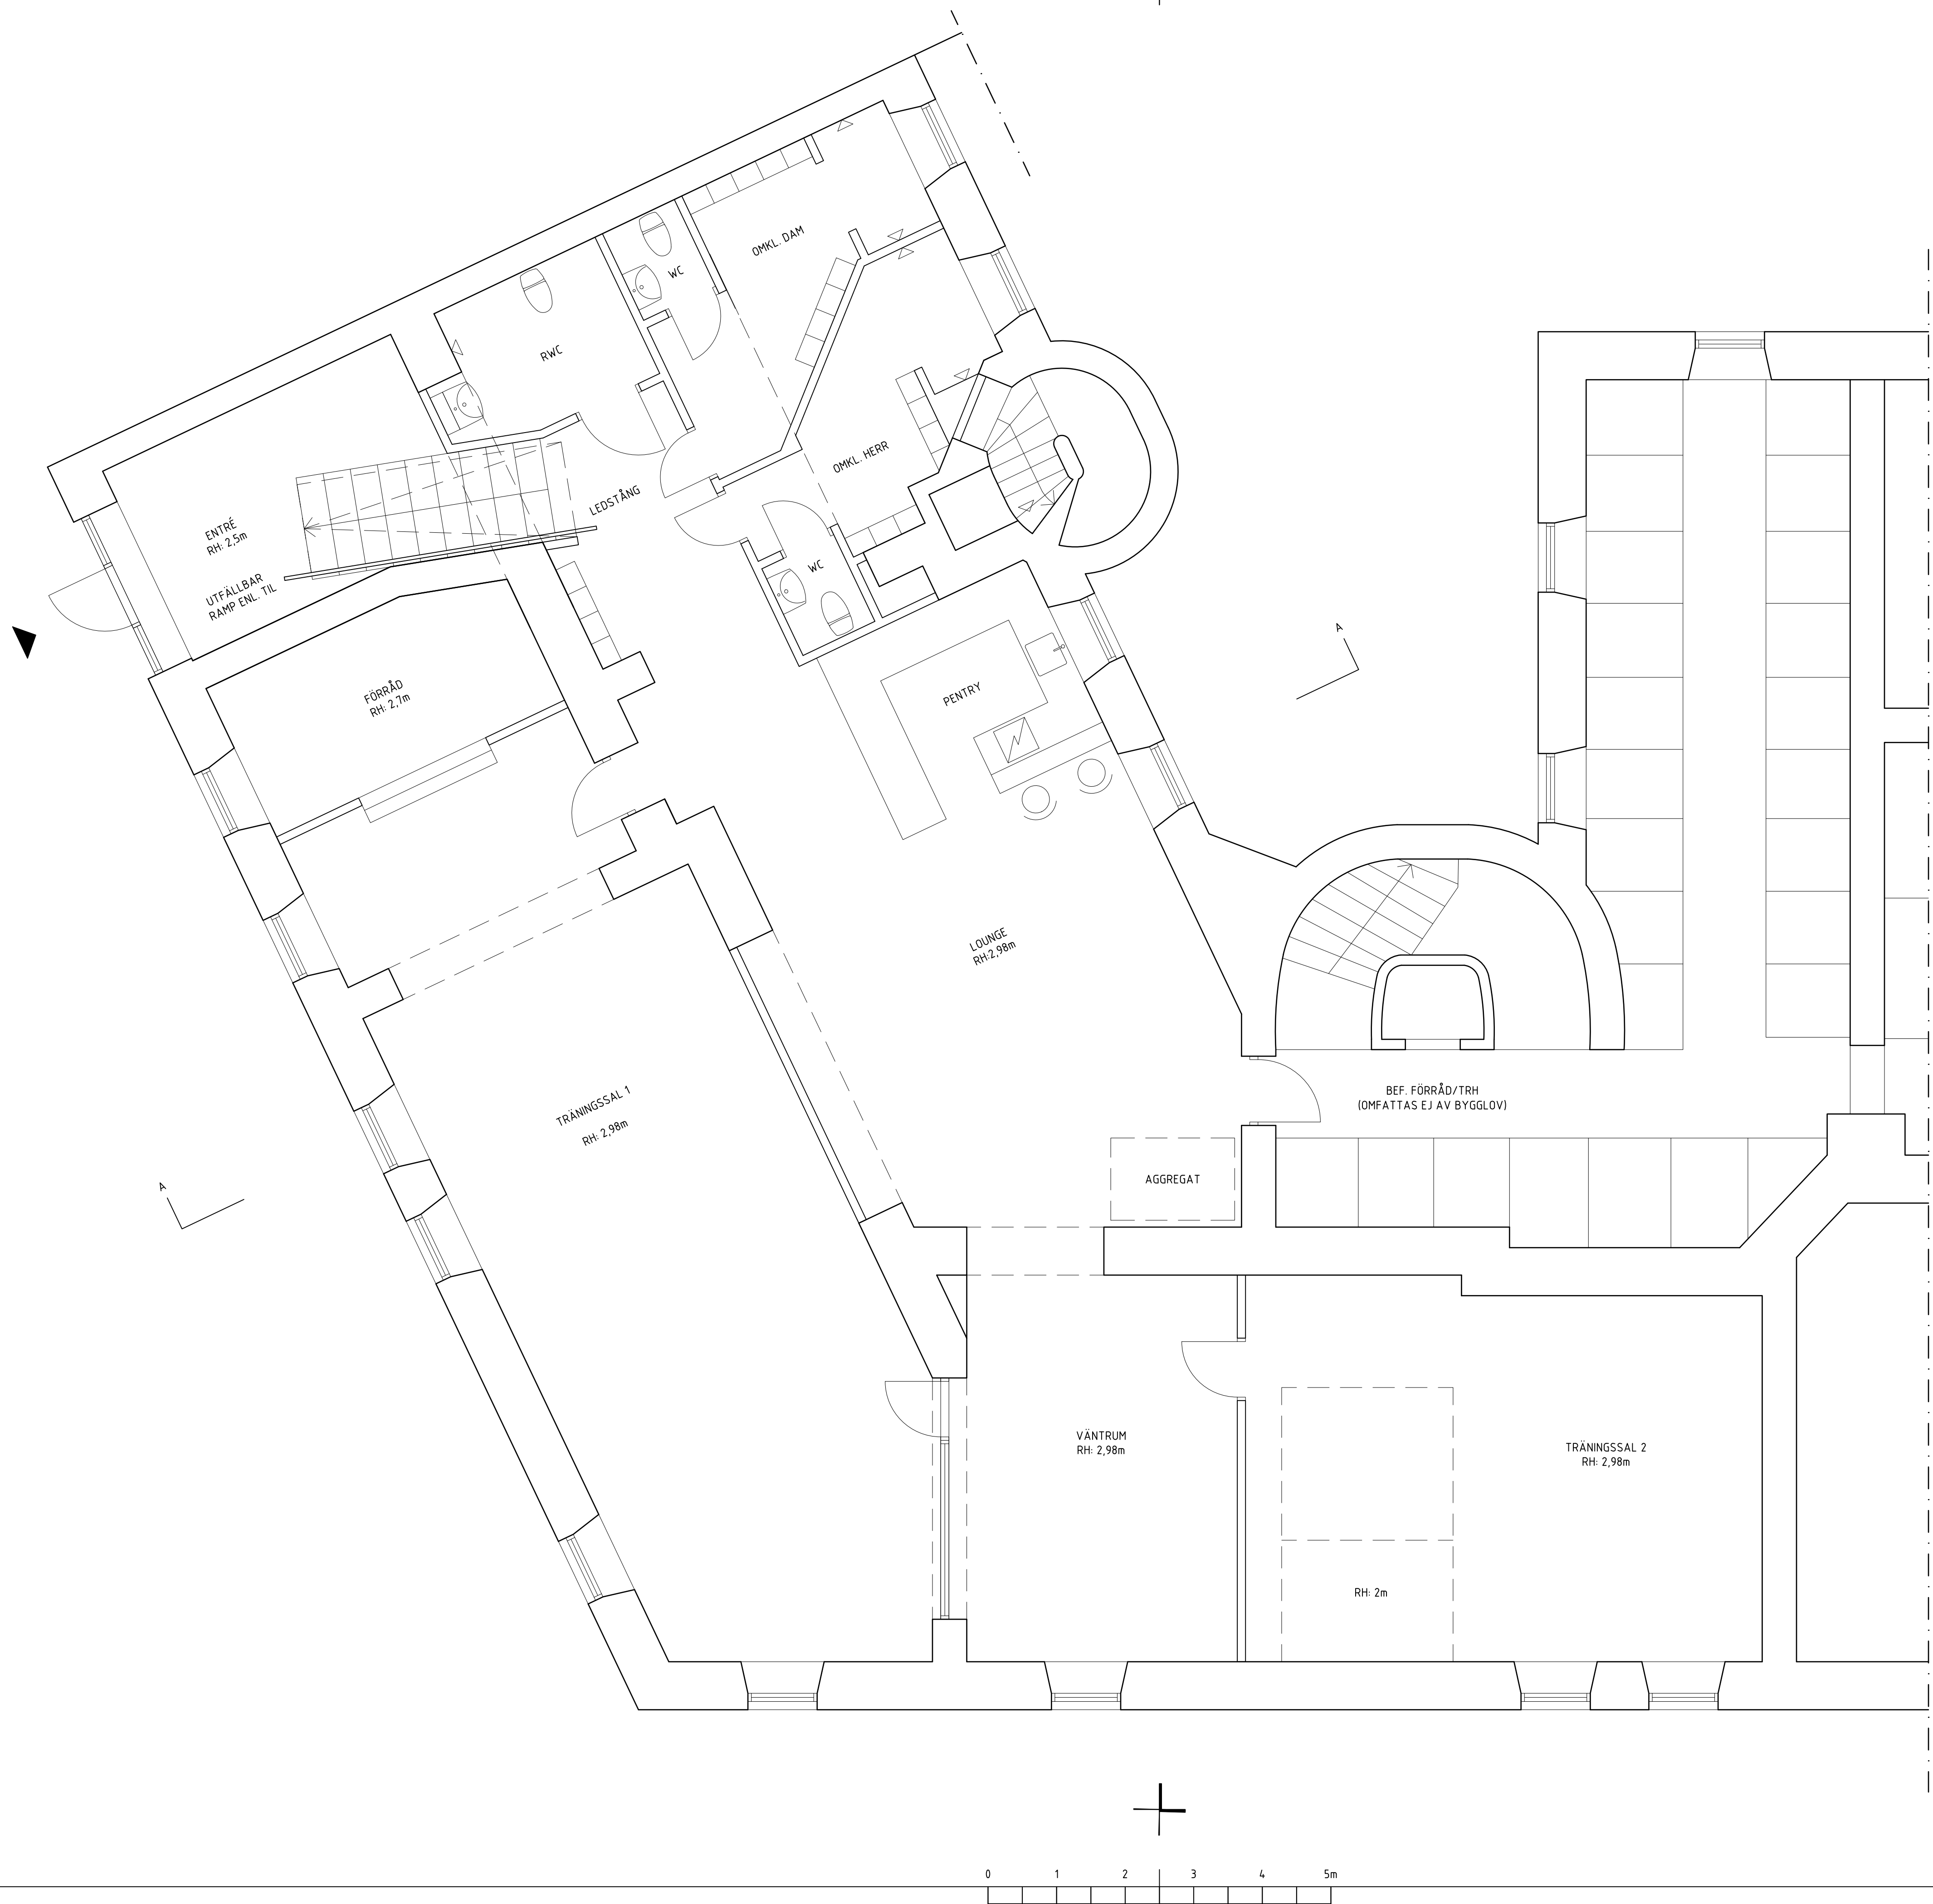 OMKL. DAM
WC
RWC
OMKL. HERR
LEDSTÅNG
ENTRÉ
RH: 2,5m
UTFÄLLBAR
RAMP ENL. TIL
WC
A
FÖRRÅD
RH: 2,7m
PENTRY
LOUNGE
RH:2,98m
BEF. FÖRRÅD/TRH
(OMFATTAS EJ AV BYGGLOV)
TRÄNINGSSAL 1
RH: 2,98m
AGGREGAT
A
VÄNTRUM
RH: 2,98m
TRÄNINGSSAL 2
RH: 2,98m
RH: 2m
0 1 2 3 4 5m